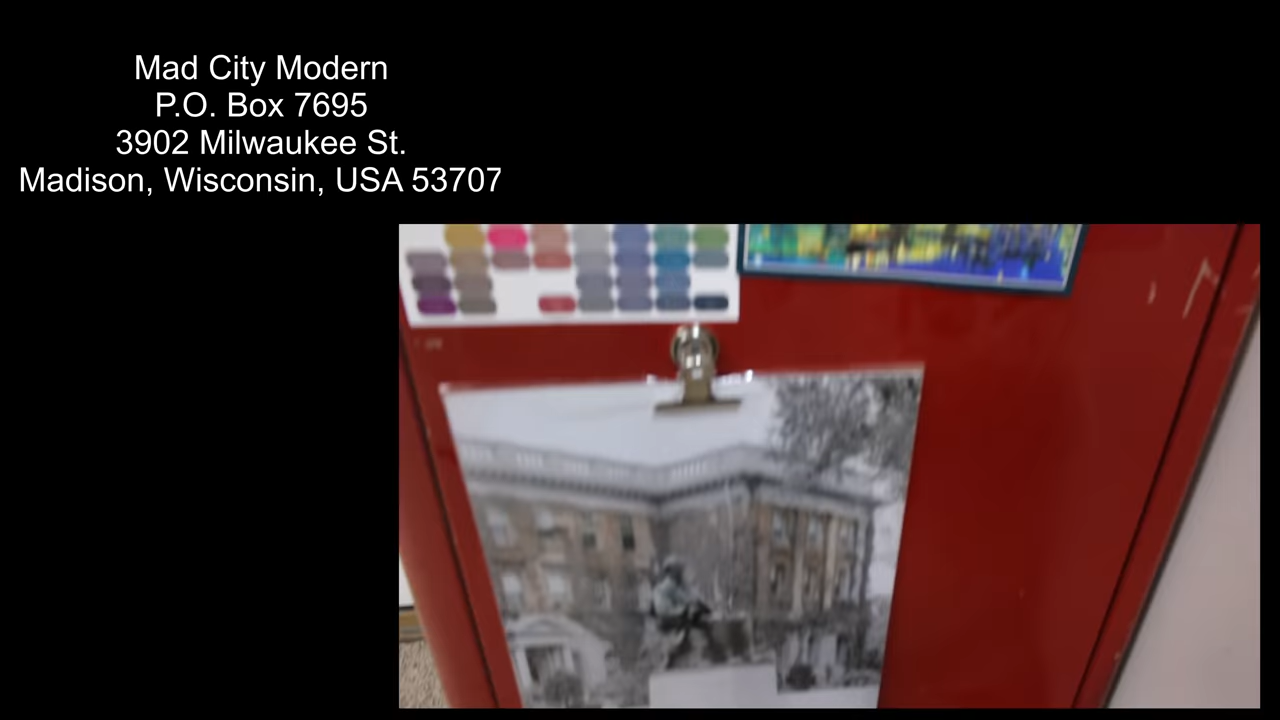 Mad City Modern
P.O. Box 7695
3902 Milwaukee St.
Madison, Wisconsin, USA 53707